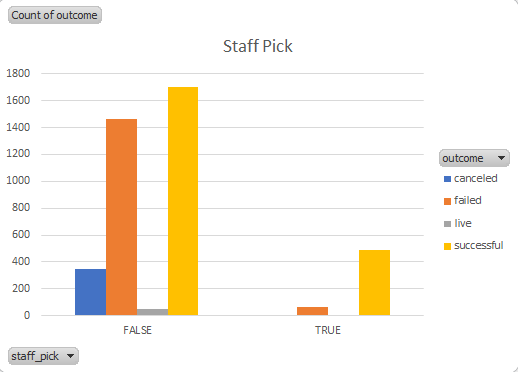 Count of outcome
Staff Pick
1800
1600
1400
1200
1000
800
600
400
200
0
FALSE
TRUE
outcome
canceled
failed
live
successful
staff_pick